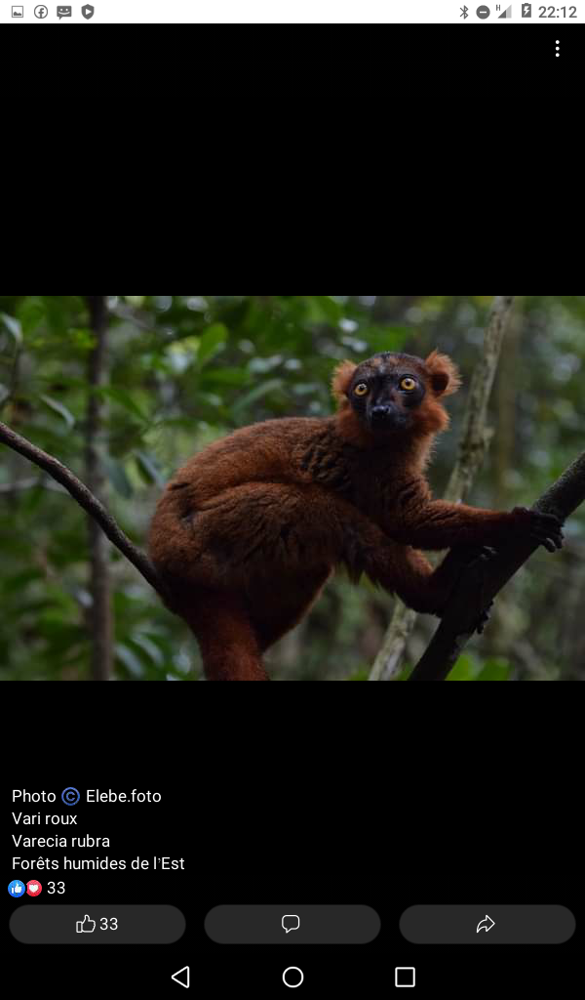 22:12
Photo © Elebe.foto
Vari roux
Varecia rubra
Forêts humides de l'Est
33
33